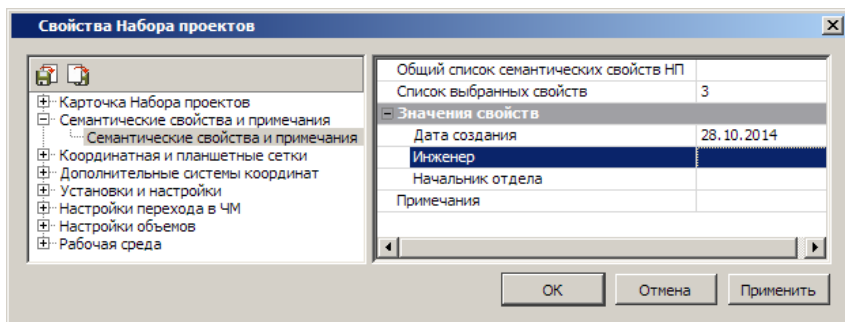 Свойства Набора проектов
Карточка Набора проектов
Семантические свойства и примечания
Семантические свойства и примечания
Координатная и планшетные сетки
Дополнительные системы координат
Установки и настройки
Настройки перехода в ЧМ
Настройки объемов
Рабочая среда
Общий список семантических свойств НП
Список выбранных свойств 3
Значения свойств
Дата создания 28.10.2014
Инженер
Начальник отдела
Примечания
ОК Отмена Применить